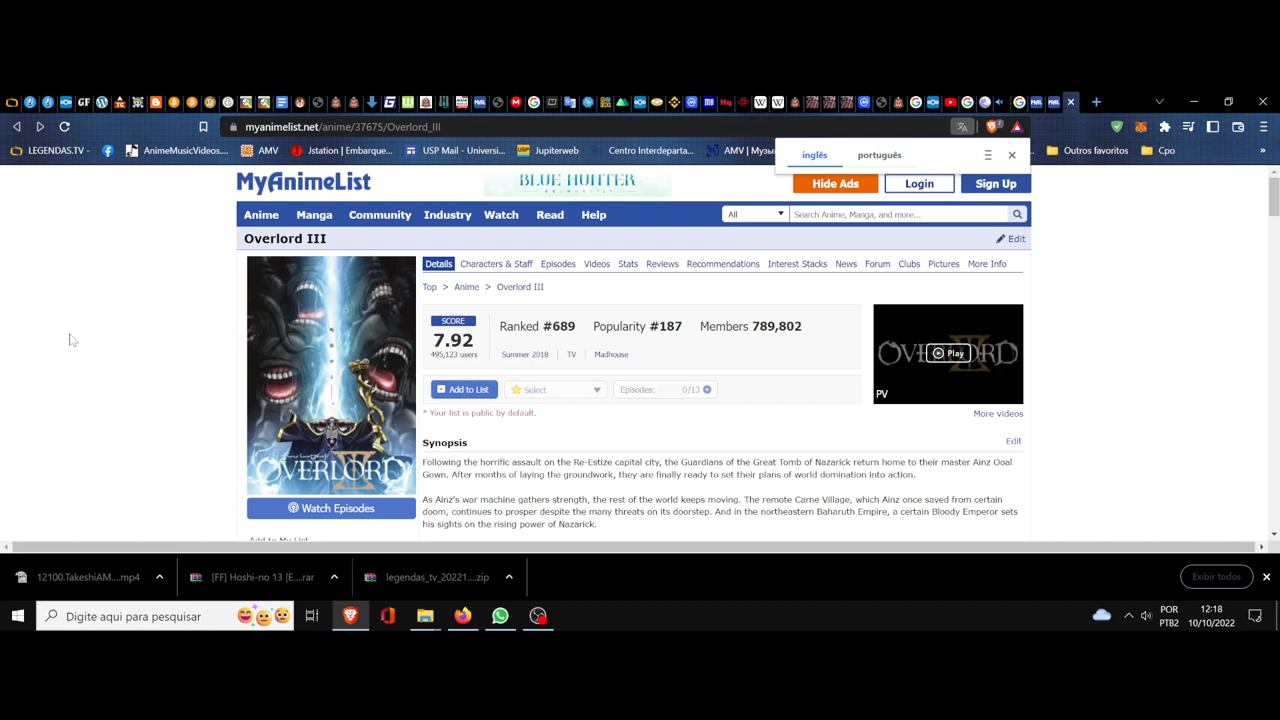 myanimelist.net/anime/37675/Overlord_III
LEGENDAS.TV -
AnimeMusicVideos...
AMV
Jstation | Embarque...
USP Mail - Universi...
Jupiterweb
Centro Interdeparta...
AMV | Музы
Outros favoritos
Cpo
inglês
português
MyAnimeList
BLUE HUNTER
Hide Ads
Login
Sign Up
Anime
Manga
Community
Industry
Watch
Read
Help
All
Search Anime, Manga, and more...
Overlord III
Edit
Details
Characters & Staff
Episodes
Videos
Stats
Reviews
Recommendations
Interest Stacks
News
Forum
Clubs
Pictures
More Info
Top > Anime > Overlord III
SCORE
7.92
495,123 users
Ranked #689
Popularity #187
Members 789,802
Summer 2018
TV
Madhouse
Add to List
Select
Episodes:
0/13
* Your list is public by default.
OVERLORD III
Play
PV
More videos
Synopsis
Edit
Following the horrific assault on the Re-Estize capital city, the Guardians of the Great Tomb of Nazarick return home to their master Ainz Ooal
Gown. After months of laying the groundwork, they are finally ready to set their plans of world domination into action.
As Ainz's war machine gathers strength, the rest of the world keeps moving. The remote Carne Village, which Ainz once saved from certain
doom, continues to prosper despite the many threats on its doorstep. And in the northeastern Baharuth Empire, a certain Bloody Emperor sets
his sights on the rising power of Nazarick.
OVERLORD III
Watch Episodes
Add to My List
12100.TakeshiAM....mp4
[FF] Hoshi-no 13 [E....rar
legendas_tv_20221....zip
Exibir todos
Digite aqui para pesquisar
POR
PTB2
12:18
10/10/2022